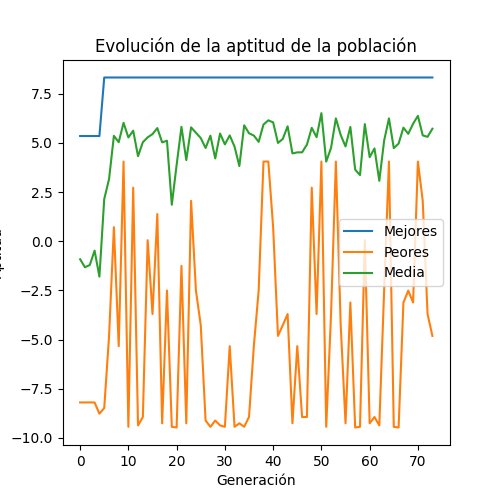 Evolución de la aptitud de la población
7.5
5.0
2.5
0.0
−2.5
−5.0
−7.5
−10.0
0 10 20 30 40 50 60 70
Generación
Mejores
Peores
Media